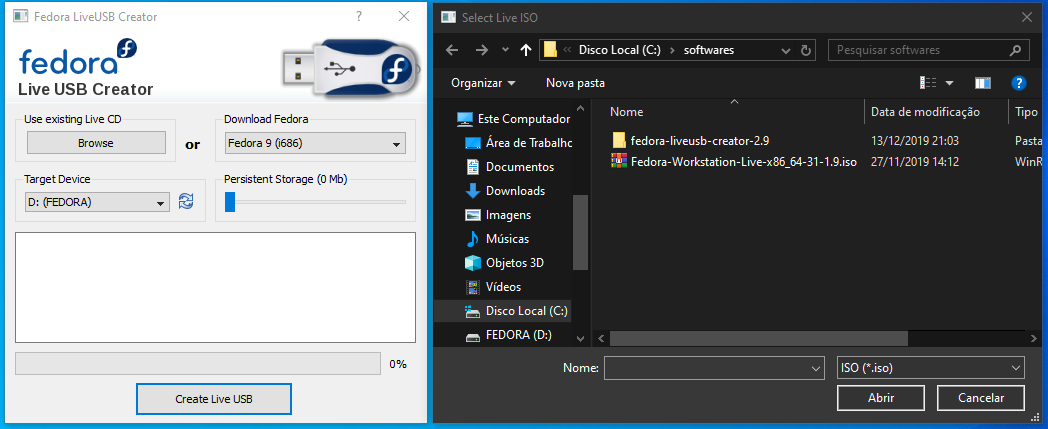 Fedora LiveUSB Creator
?
fedora
Live USB Creator
Use existing Live CD
Browse
or
Download Fedora
Fedora 9 (i686)
Target Device
D: (FEDORA)
Persistent Storage (0 Mb)
0%
Create Live USB
Select Live ISO
Disco Local (C:) softwares
Pesquisar softwares
Organizar
Nova pasta
?
Este Computador
Área de Trabalho
Documentos
Downloads
Imagens
Músicas
Objetos 3D
Vídeos
Disco Local (C:)
FEDORA (D:)
Nome Data de modificação Tipo
fedora-liveusb-creator-2.9 13/12/2019 21:03 Pasta
Fedora-Workstation-Live-x86_64-31-1.9.iso 27/11/2019 14:12 WinR
Nome:
ISO (*.iso)
Abrir
Cancelar